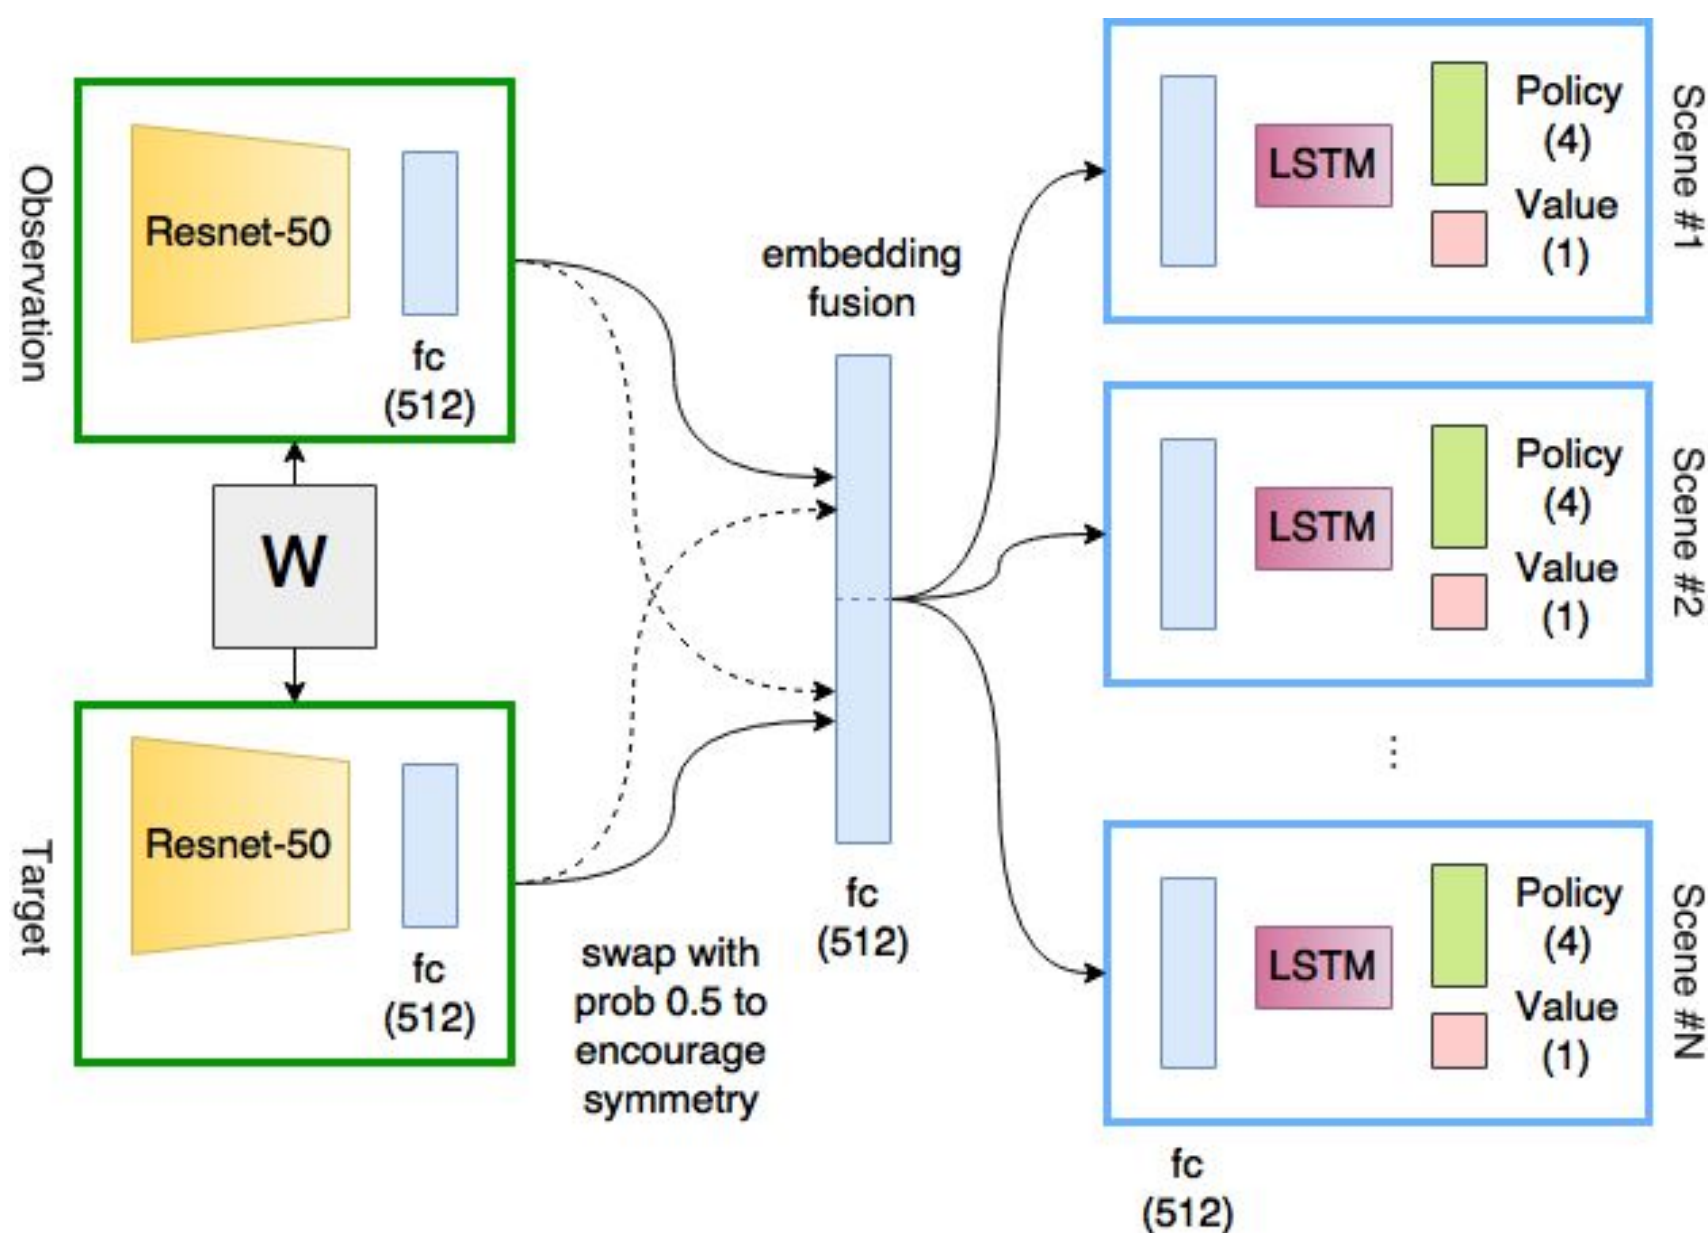 Observation
Resnet-50
fc
(512)
W
Target
Resnet-50
fc
(512)
swap with
prob 0.5 to
encourage
symmetry
embedding
fusion
fc
(512)
LSTM
Policy
(4)
Value
(1)
Scene #1
LSTM
Policy
(4)
Value
(1)
Scene #2
⋮
LSTM
Policy
(4)
Value
(1)
Scene #N
fc
(512)